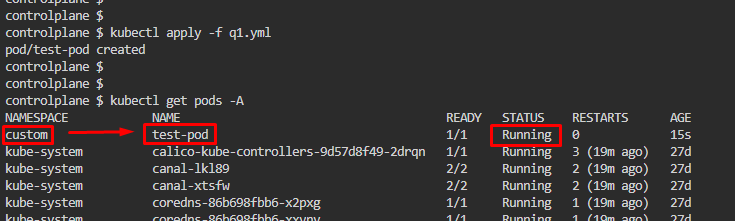 controlplane $
controlplane $ kubectl apply -f q1.yml
pod/test-pod created
controlplane $
controlplane $
controlplane $ kubectl get pods -A
NAMESPACE NAME READY STATUS RESTARTS AGE
custom test-pod 1/1 Running 0 15s
kube-system calico-kube-controllers-9d57d8f49-2drqn 1/1 Running 3 (19m ago) 27d
kube-system canal-lkl89 2/2 Running 2 (19m ago) 27d
kube-system canal-xtsfw 2/2 Running 2 (19m ago) 27d
kube-system coredns-86b698fbb6-x2pxg 1/1 Running 1 (19m ago) 27d
kube-system 1/1 Running 1 (19m ago) 27d